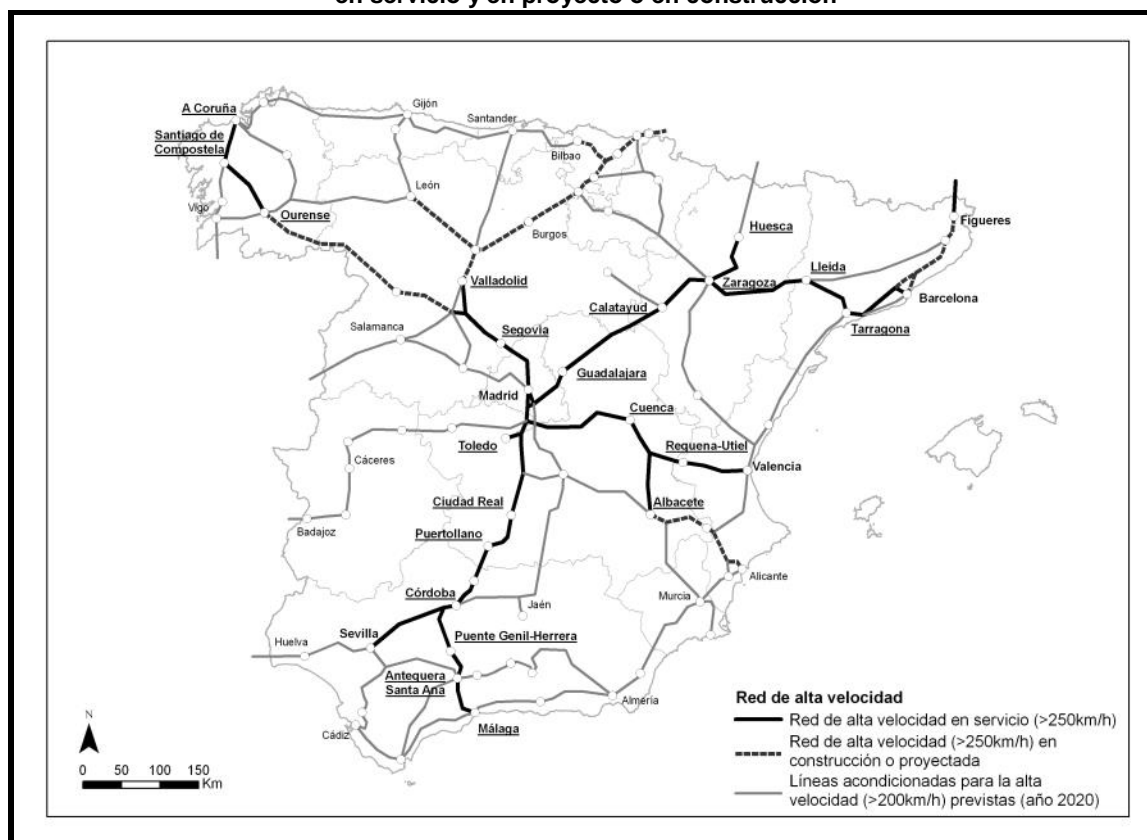 en servicio y en proyecto o en construcción
A Coruña
Gijón
Santander
Santiago de
Compostela
Bilbao
León
Vigo
Ourense
Burgos
Huesca
Figueres
Lleida
Valladolid
Zaragoza
Calatayud
Barcelona
Salamanca
Segovia
Tarragona
Guadalajara
Madrid
Cuenca
Toledo
Requena-Utiel
Valencia
Cáceres
Ciudad Real
Albacete
Badajoz
Puertollano
Alicante
Córdoba
Jaén
Murcia
Sevilla
Huelva
Puente Genil-Herrera
Antequera
Santa Ana
Almería
Málaga
Cádiz
N
0 50 100 150
Km
Red de alta velocidad
Red de alta velocidad en servicio (>250km/h)
Red de alta velocidad (>250km/h) en
construcción o proyectada
Líneas acondicionadas para la alta
velocidad (>200km/h) previstas (año 2020)